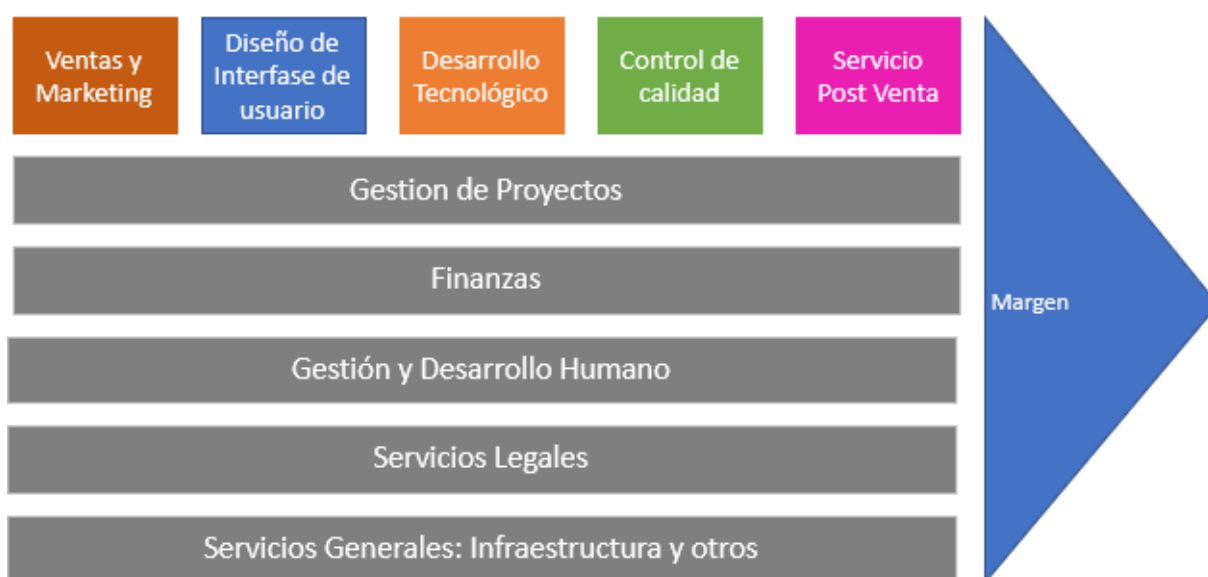 Ventas y
Marketing
Diseño de
Interfase de
usuario
Desarrollo
Tecnológico
Control de
calidad
Servicio
Post Venta
Gestion de Proyectos
Finanzas
Margen
Gestión y Desarrollo Humano
Servicios Legales
Servicios Generales: Infraestructura y otros